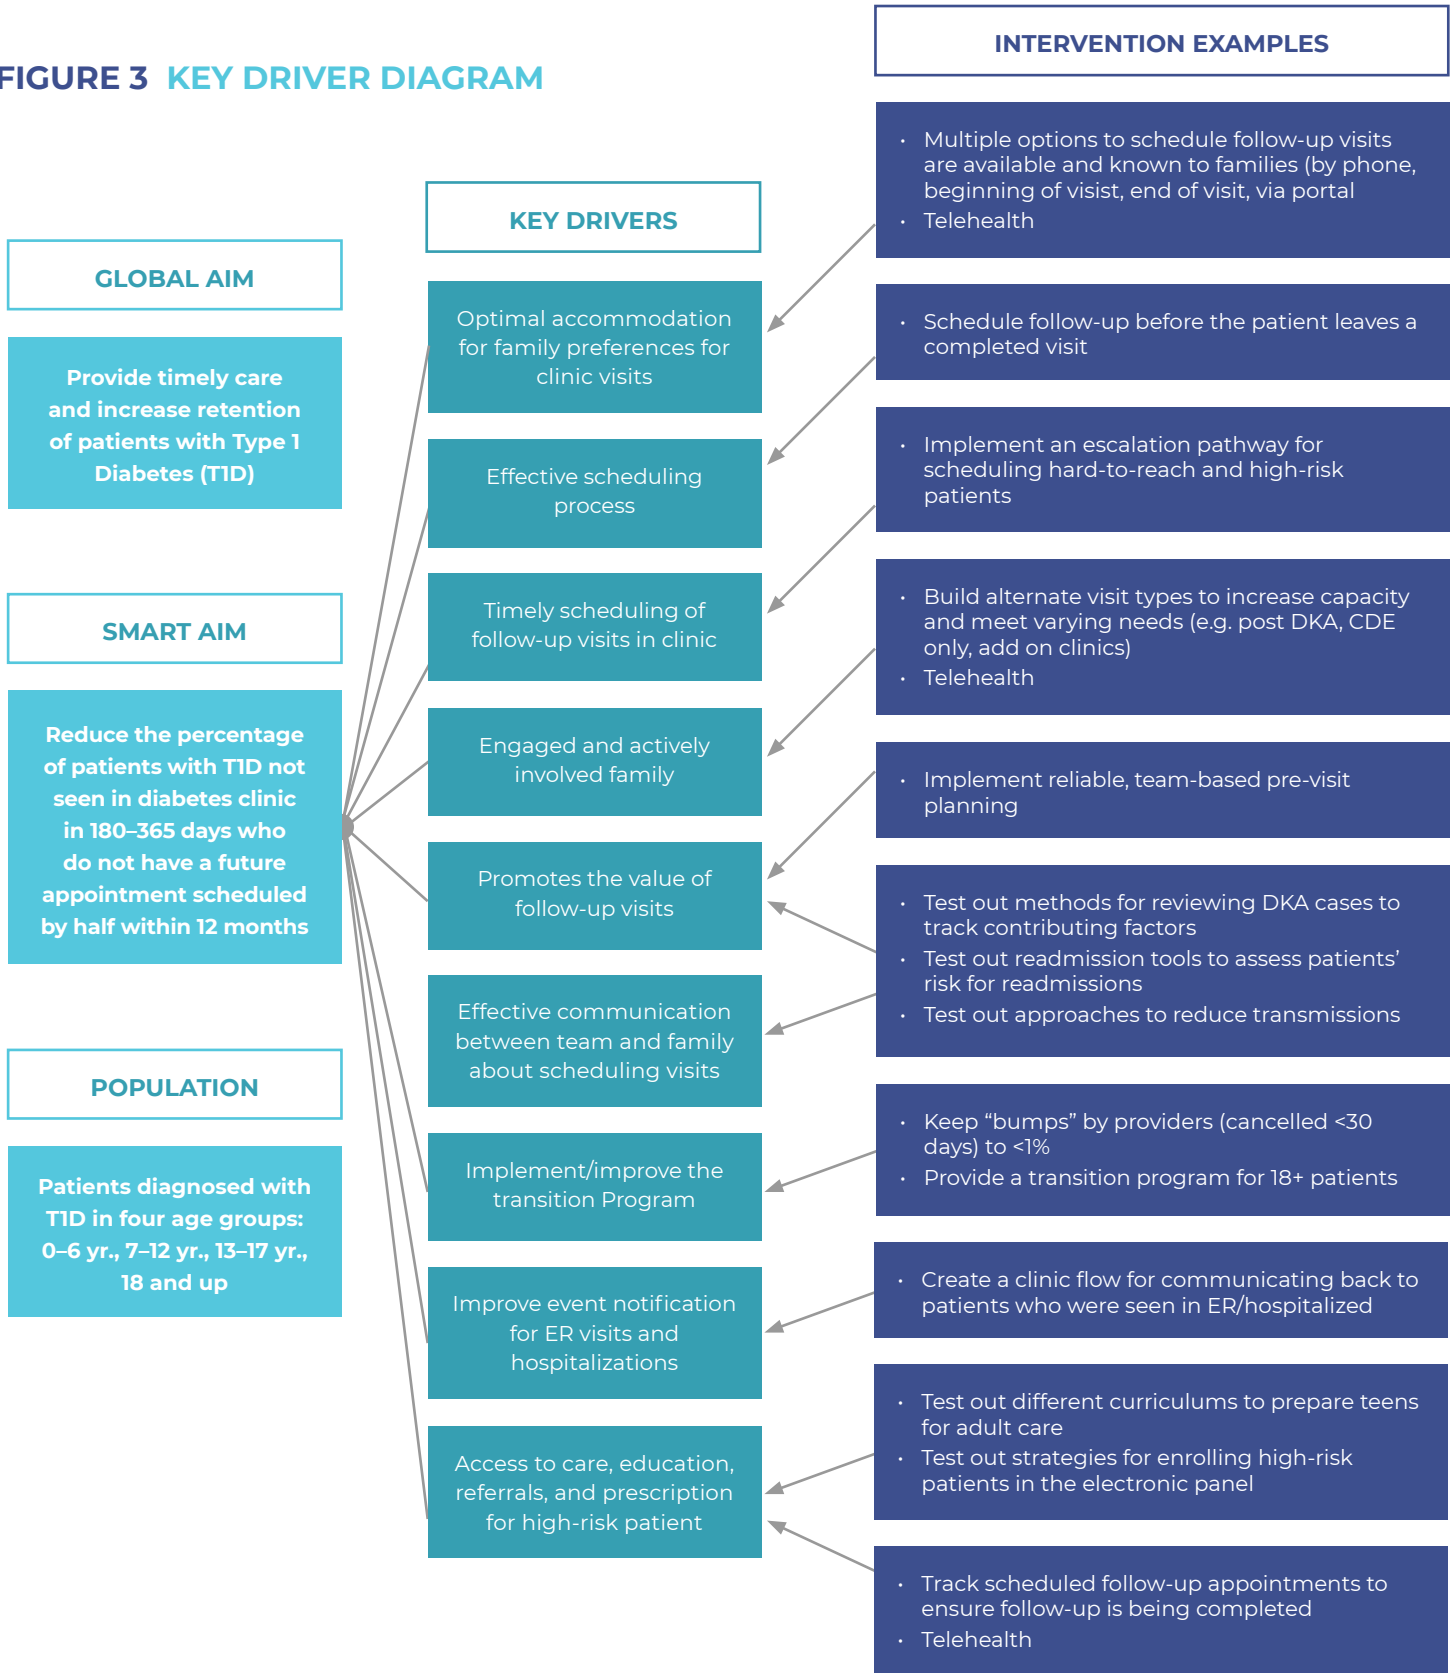 FIGURE 3 KEY DRIVER DIAGRAM
GLOBAL AIM
Provide timely care
and increase retention
of patients with Type 1
Diabetes (T1D)
SMART AIM
Reduce the percentage
of patients with T1D not
seen in diabetes clinic
in 180–365 days who
do not have a future
appointment scheduled
by half within 12 months
POPULATION
Patients diagnosed with
T1D in four age groups:
0–6 yr., 7–12 yr., 13–17 yr.,
18 and up
KEY DRIVERS
Optimal accommodation
for family preferences for
clinic visits
Effective scheduling
process
Timely scheduling of
follow-up visits in clinic
Engaged and actively
involved family
Promotes the value of
follow-up visits
Effective communication
between team and family
about scheduling visits
Implement/improve the
transition Program
Improve event notification
for ER visits and
hospitalizations
Access to care, education,
referrals, and prescription
for high-risk patient
INTERVENTION EXAMPLES
• Multiple options to schedule follow-up visits
are available and known to families (by phone,
beginning of visist, end of visit, via portal
• Telehealth
• Schedule follow-up before the patient leaves a
completed visit
• Implement an escalation pathway for
scheduling hard-to-reach and high-risk
patients
• Build alternate visit types to increase capacity
and meet varying needs (e.g. post DKA, CDE
only, add on clinics)
• Telehealth
• Implement reliable, team-based pre-visit
planning
• Test out methods for reviewing DKA cases to
track contributing factors
• Test out readmission tools to assess patients’
risk for readmissions
• Test out approaches to reduce transmissions
• Keep “bumps” by providers (cancelled <30
days) to <1%
• Provide a transition program for 18+ patients
• Create a clinic flow for communicating back to
patients who were seen in ER/hospitalized
• Test out different curriculums to prepare teens
for adult care
• Test out strategies for enrolling high-risk
patients in the electronic panel
• Track scheduled follow-up appointments to
ensure follow-up is being completed
• Telehealth